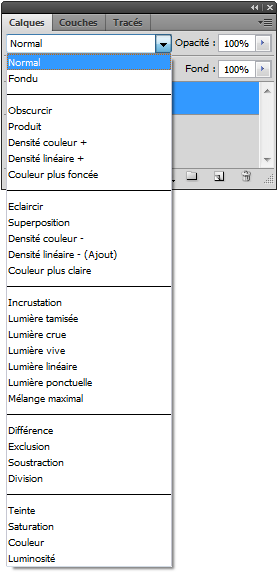 Calques Couches Tracés
Normal Opacité : 100%
Normal Fond : 100%
Fondu
Obscurcir
Produit
Densité couleur +
Densité linéaire +
Couleur plus foncée
Eclaircir
Superposition
Densité couleur -
Densité linéaire - (Ajout)
Couleur plus claire
Incrustation
Lumière tamisée
Lumière crue
Lumière vive
Lumière linéaire
Lumière ponctuelle
Mélange maximal
Différence
Exclusion
Soustraction
Division
Teinte
Saturation
Couleur
Luminosité